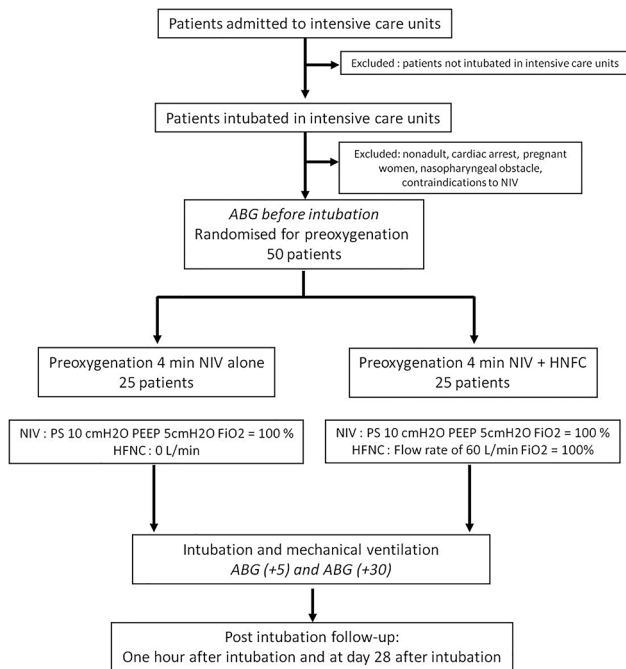 Patients admitted to intensive care units
Excluded : patients not intubated in intensive care units
Patients intubated in intensive care units
Excluded: nonadult, cardiac arrest, pregnant
women, nasopharyngeal obstacle,
contraindications to NIV
ABG before intubation
Randomised for preoxygenation
50 patients
Preoxygenation 4 min NIV alone
25 patients
Preoxygenation 4 min NIV + HNFC
25 patients
NIV : PS 10 cmH2O PEEP 5cmH2O FiO2 = 100 %
HFNC : 0 L/min
NIV : PS 10 cmH2O PEEP 5cmH2O FiO2 = 100 %
HFNC : Flow rate of 60 L/min FiO2 = 100%
Intubation and mechanical ventilation
ABG (+5) and ABG (+30)
Post intubation follow-up:
One hour after intubation and at day 28 after intubation